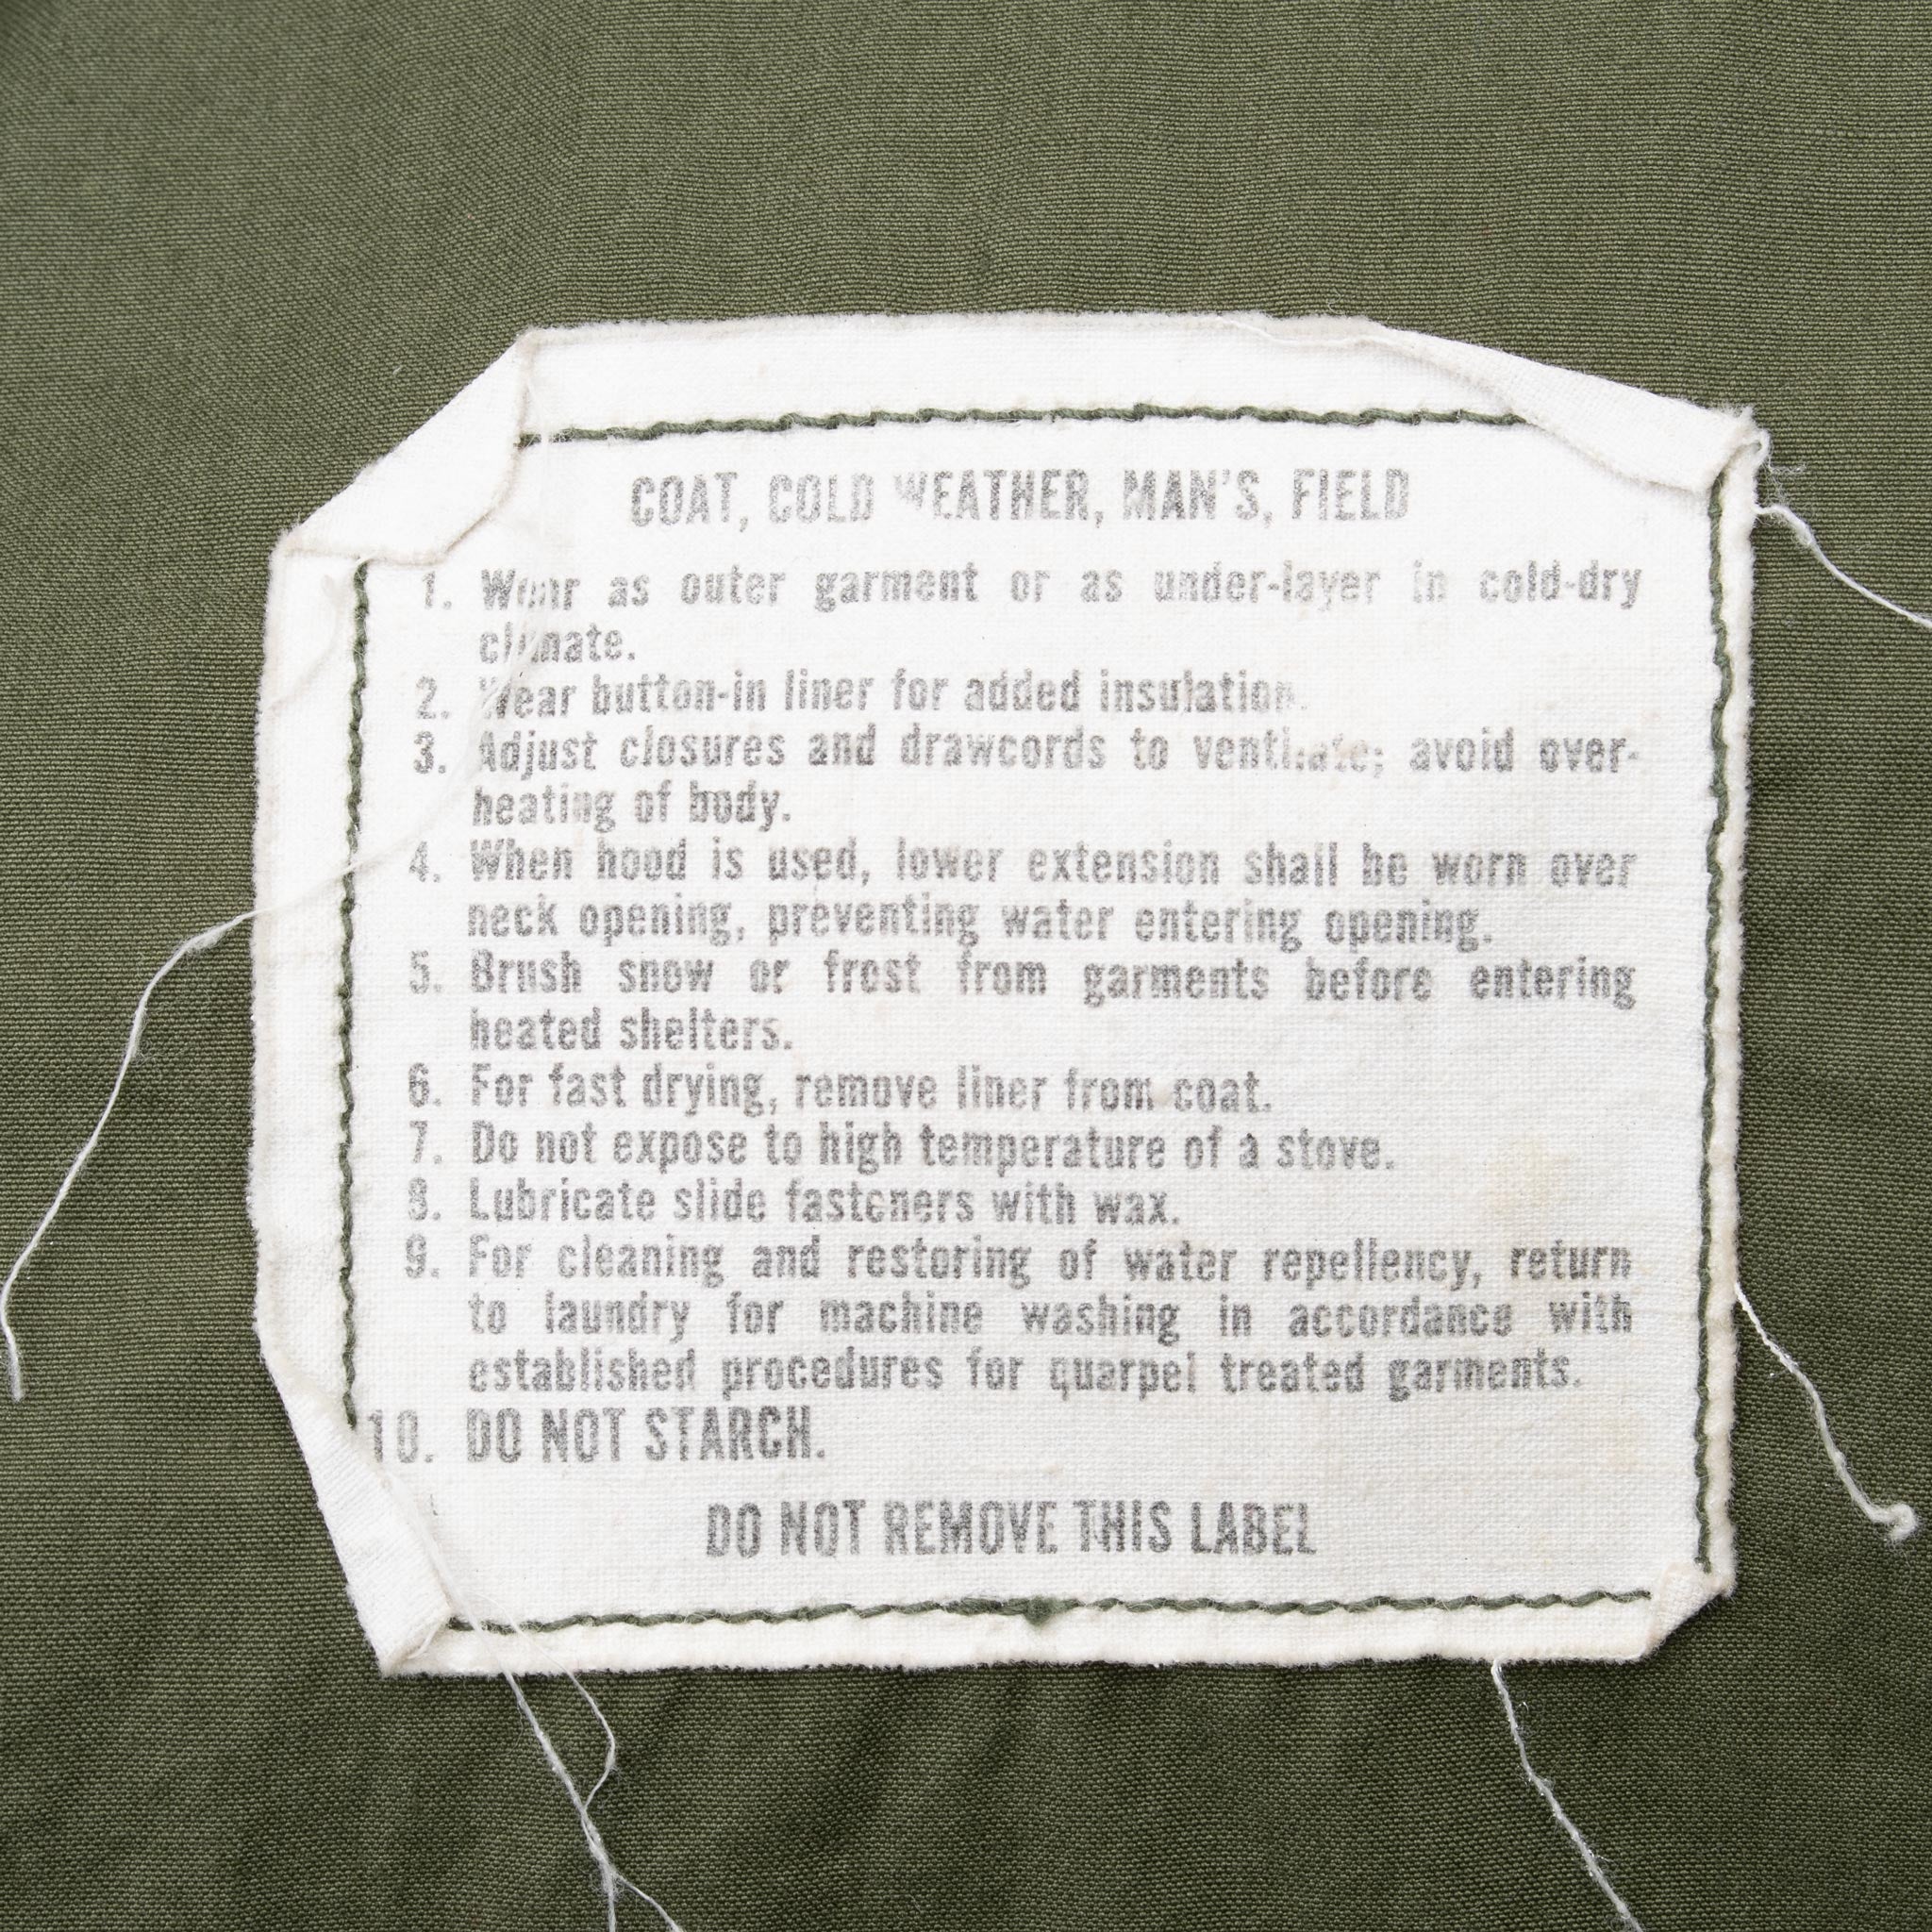 COAT, COLD WEATHER, MAN'S, FIELD
1. Wear as outer garment or as under-layer in cold-dry
climate.
2. Wear button-in liner for added insulation.
3. Adjust closures and drawcords to ventilate; avoid over-
heating of body.
4. When hood is used, lower extension shall be worn over
neck opening, preventing water entering opening.
5. Brush snow or frost from garments before entering
heated shelters.
6. For fast drying, remove liner from coat.
7. Do not expose to high temperature of a stove.
8. Lubricate slide fasteners with wax.
9. For cleaning and restoring of water repellency, return
to laundry for machine washing in accordance with
established procedures for quarpel treated garments.
10. DO NOT STARCH.
DO NOT REMOVE THIS LABEL